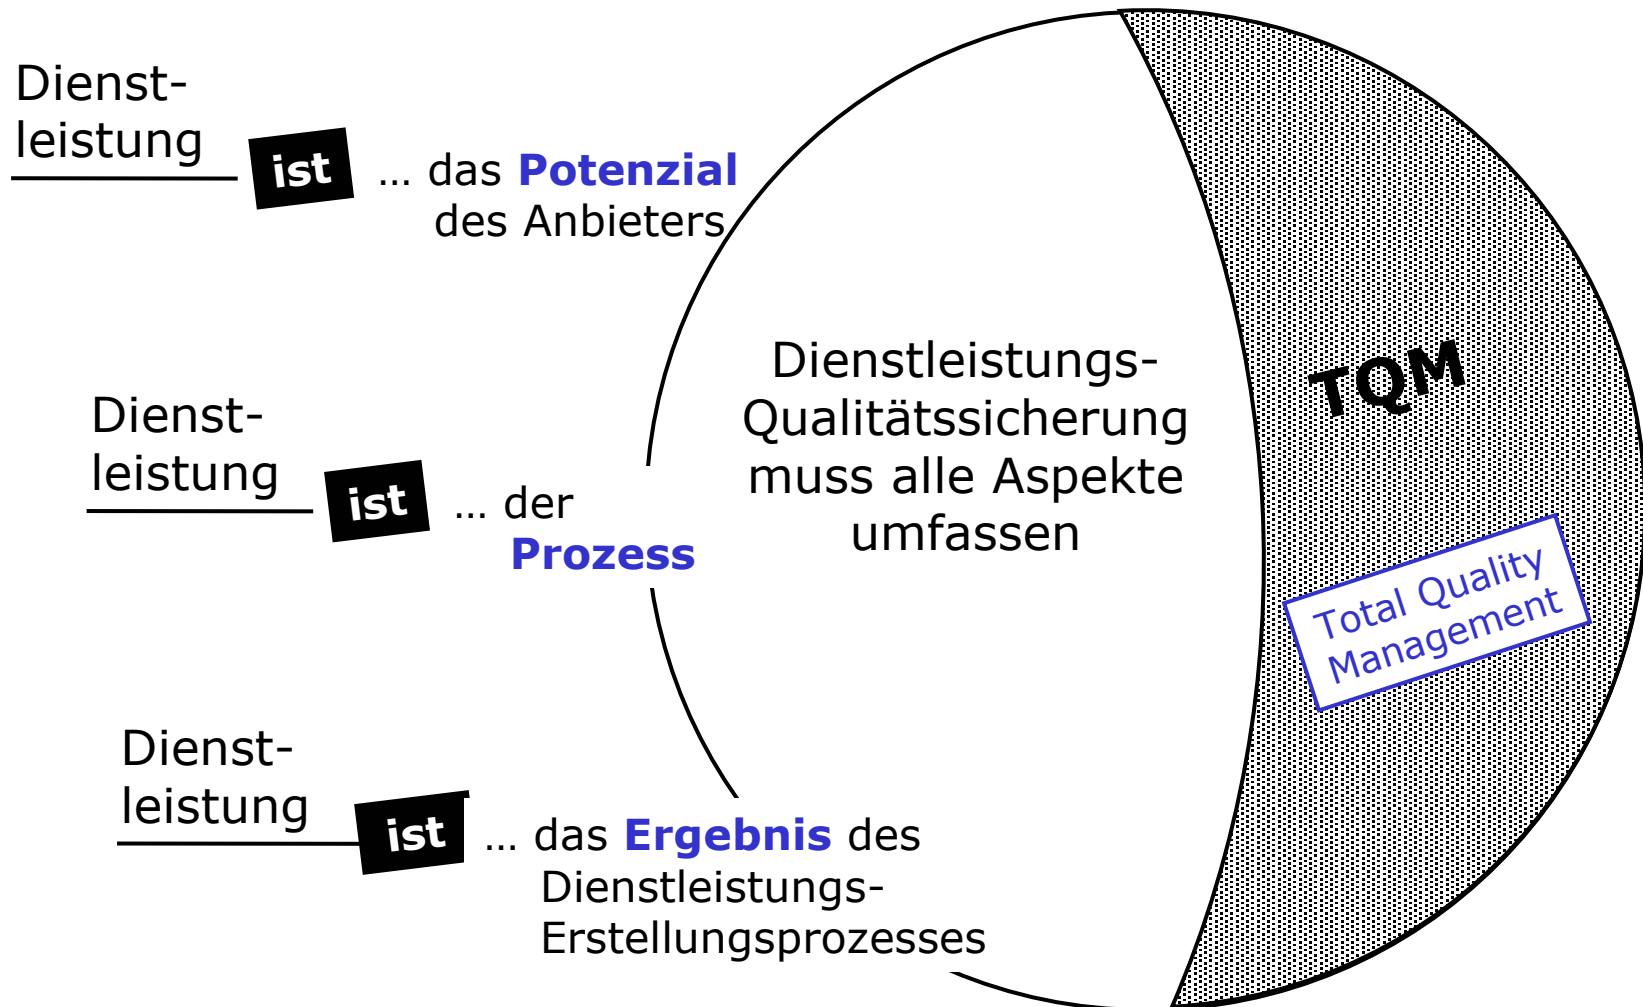 Dienst-
leistung
ist
... das Potenzial
des Anbieters
Dienst-
leistung
ist
... der
Prozess
Dienst-
leistung
ist
... das Ergebnis des
Dienstleistungs-
Erstellungsprozesses
Dienstleistungs-
Qualitätssicherung
muss alle Aspekte
umfassen
TQM
Total Quality
Management